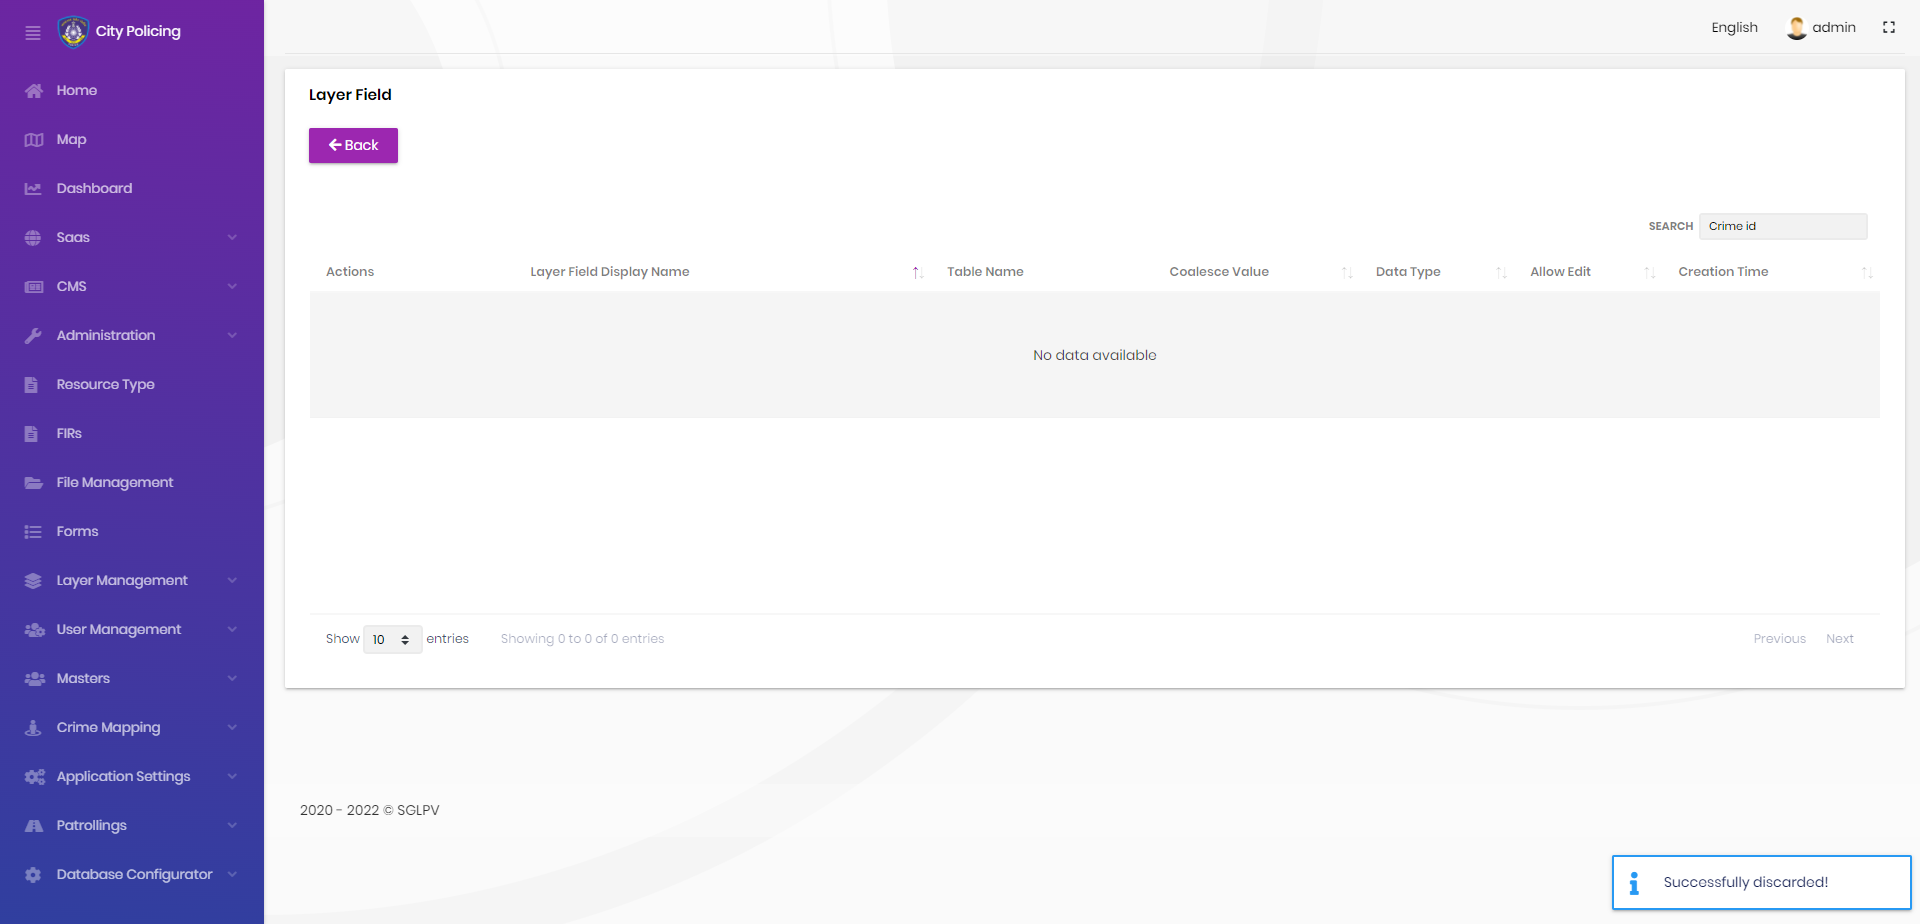 City Policing
Home
Map
Dashboard
Saas
CMS
Administration
Resource Type
FIRs
File Management
Forms
Layer Management
User Management
Masters
Crime Mapping
Application Settings
Patrollings
Database Configurator
English admin
Layer Field
Back
SEARCH Crime id
Actions Layer Field Display Name Table Name Coalesce Value Data Type Allow Edit Creation Time
No data available
Show 10 entries Showing 0 to 0 of 0 entries Previous Next
2020 - 2022 © SGLPV
Successfully discarded!